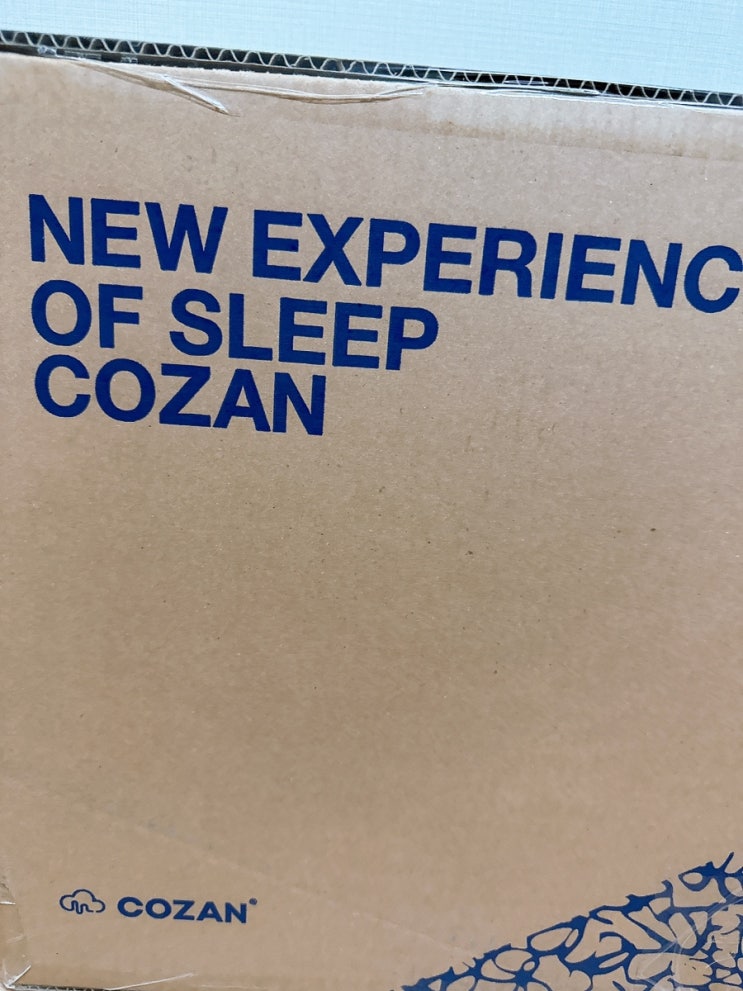 NEW EXPERIENC
OF SLEEP
COZAN
COZAN®